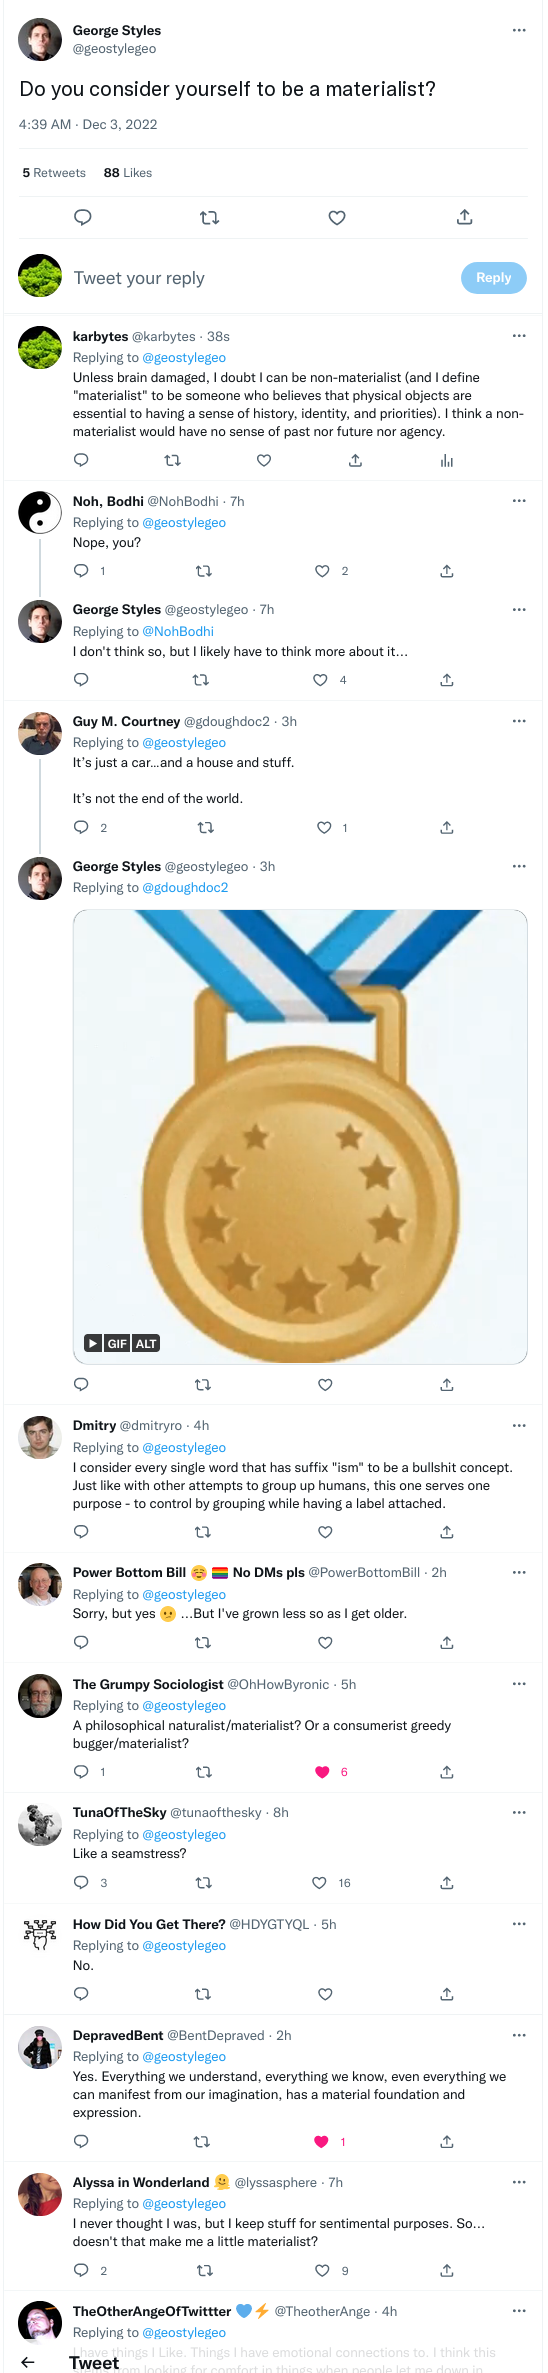 George Styles
@geostylegeo
Do you consider yourself to be a materialist?
4:39 AM · Dec 3, 2022
5 Retweets 88 Likes
Tweet your reply
Reply
karbytes @karbytes · 38s
Replying to @geostylegeo
Unless brain damaged, I doubt I can be non-materialist (and I define
"materialist" to be someone who believes that physical objects are
essential to having a sense of history, identity, and priorities). I think a non-
materialist would have no sense of past nor future nor agency.
Noh, Bodhi @NohBodhi · 7h
Replying to @geostylegeo
Nope, you?
1 2
George Styles @geostylegeo · 7h
Replying to @NohBodhi
I don't think so, but I likely have to think more about it...
4
Guy M. Courtney @gdoughdoc2 · 3h
Replying to @geostylegeo
It's just a car...and a house and stuff.
It's not the end of the world.
2 1
George Styles @geostylegeo · 3h
Replying to @gdoughdoc2
GIF ALT
Dmitry @dmitryro · 4h
Replying to @geostylegeo
I consider every single word that has suffix "ism" to be a bullshit concept.
Just like with other attempts to group up humans, this one serves one
purpose - to control by grouping while having a label attached.
Power Bottom Bill ☺️ 🏳️‍🌈 No DMs pls @PowerBottomBill · 2h
Replying to @geostylegeo
Sorry, but yes 🫤 ...But I've grown less so as I get older.
The Grumpy Sociologist @OhHowByronic · 5h
Replying to @geostylegeo
A philosophical naturalist/materialist? Or a consumerist greedy
bugger/materialist?
1 6
TunaOfTheSky @tunaofthesky · 8h
Replying to @geostylegeo
Like a seamstress?
3 16
How Did You Get There? @HDYGTYQL · 5h
Replying to @geostylegeo
No.
DepravedBent @BentDepraved · 2h
Replying to @geostylegeo
Yes. Everything we understand, everything we know, even everything we
can manifest from our imagination, has a material foundation and
expression.
1
Alyssa in Wonderland 🤗 @lyssasphere · 7h
Replying to @geostylegeo
I never thought I was, but I keep stuff for sentimental purposes. So...
doesn't that make me a little materialist?
2 9
TheOtherAngeOfTwittter 💙⚡ @TheotherAnge · 4h
Replying to @geostylegeo
I have things I Like. Things I have emotional connections to. I think this
Tweet
from looking for comfort in things when people let me down in